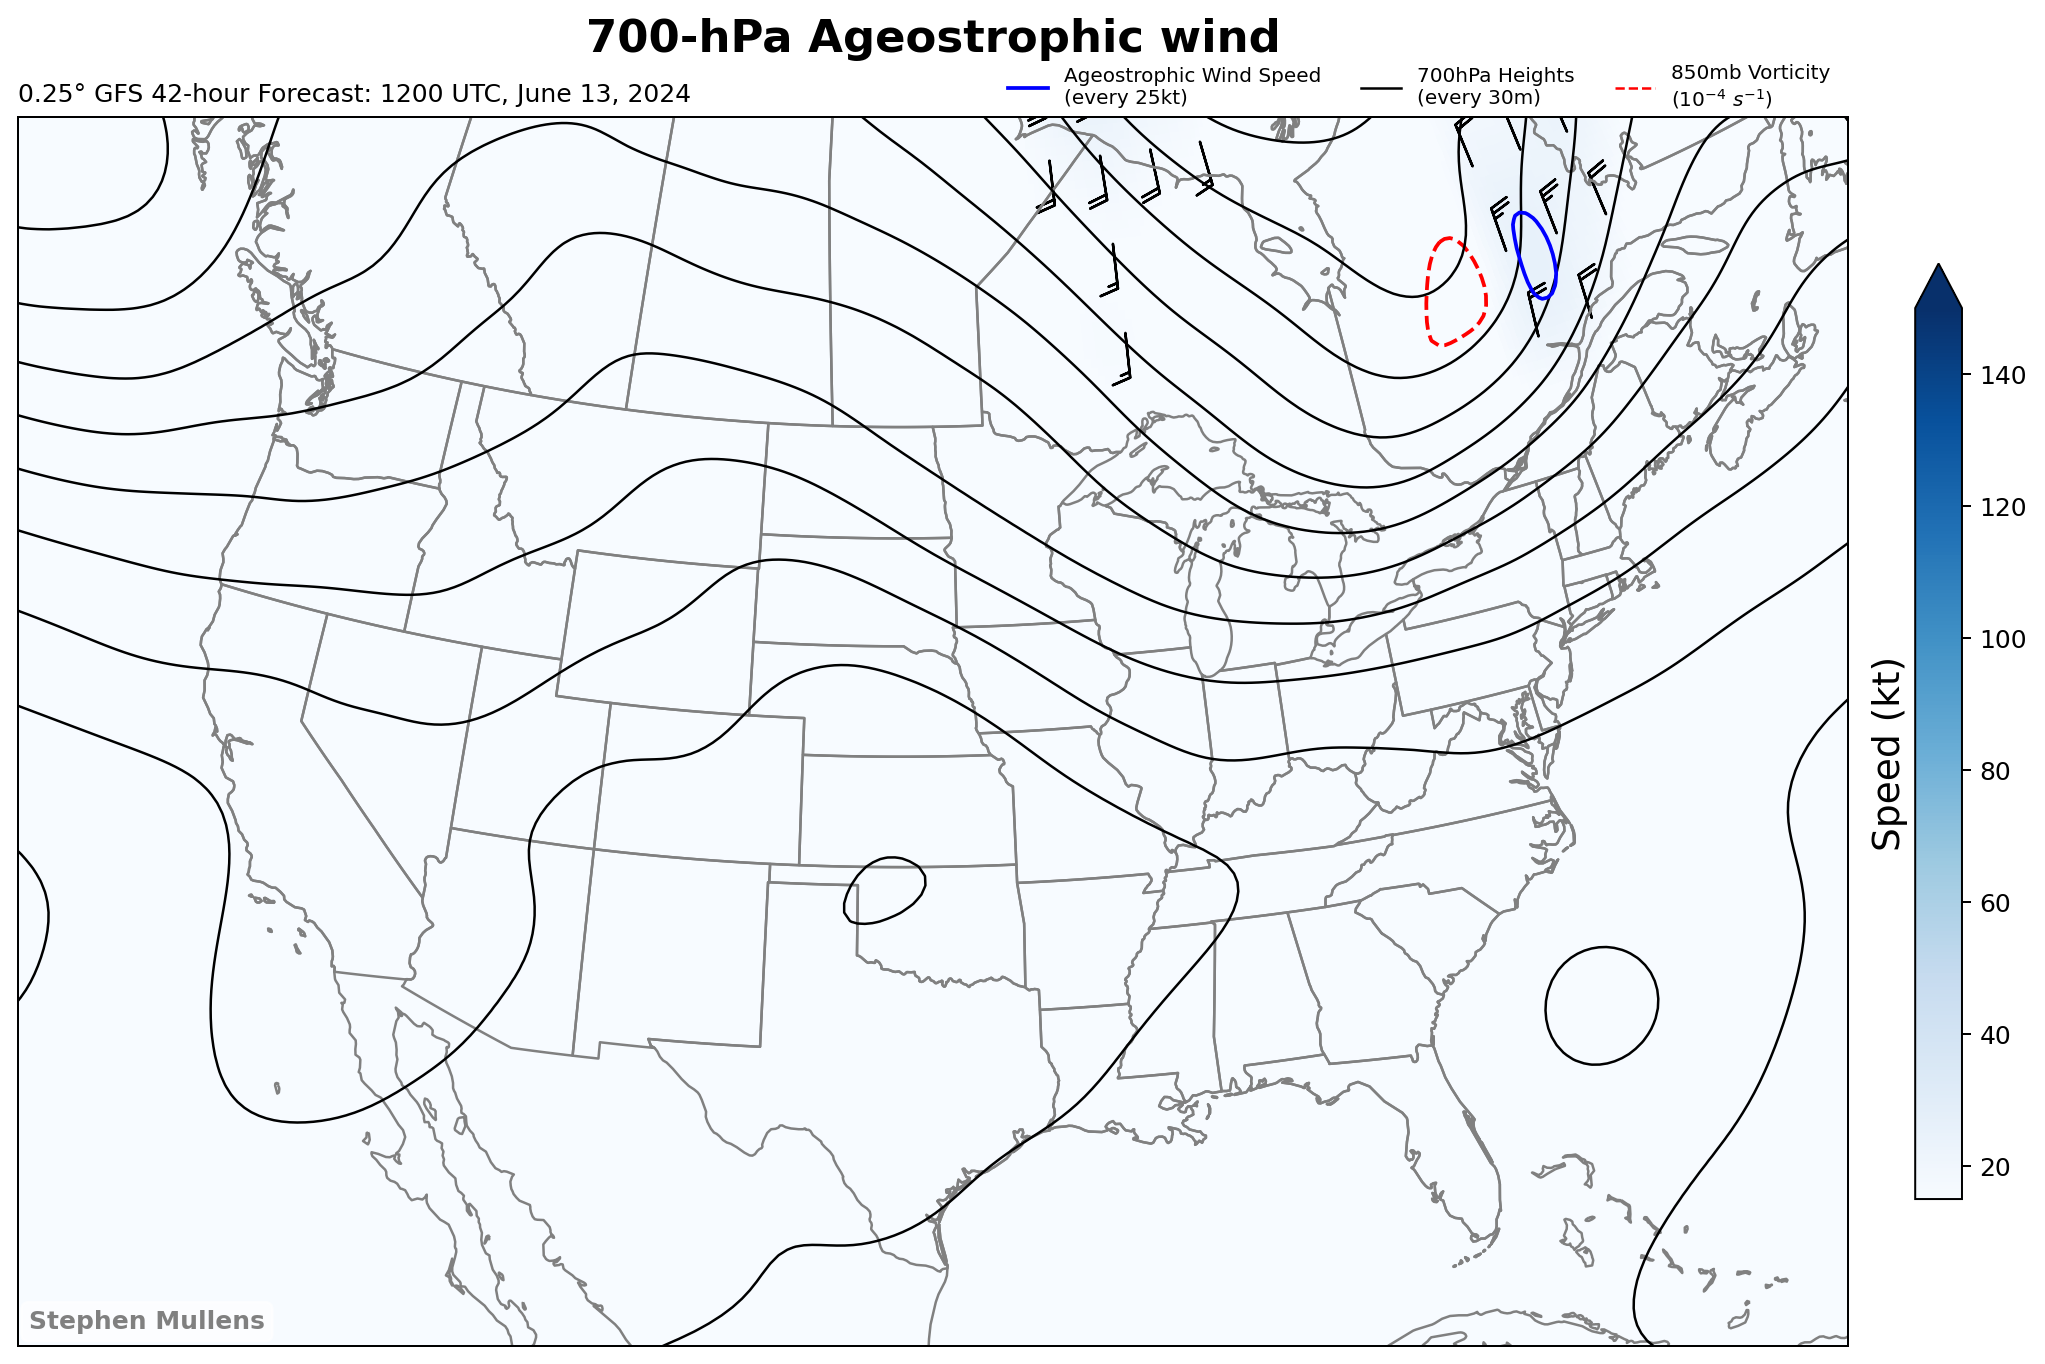 700-hPa Ageostrophic wind
0.25° GFS 42-hour Forecast: 1200 UTC, June 13, 2024
Ageostrophic Wind Speed
(every 25kt)
700hPa Heights
(every 30m)
850mb Vorticity
(10⁻⁴ s⁻¹)
140
120
100
80
60
40
20
Speed (kt)
Stephen Mullens